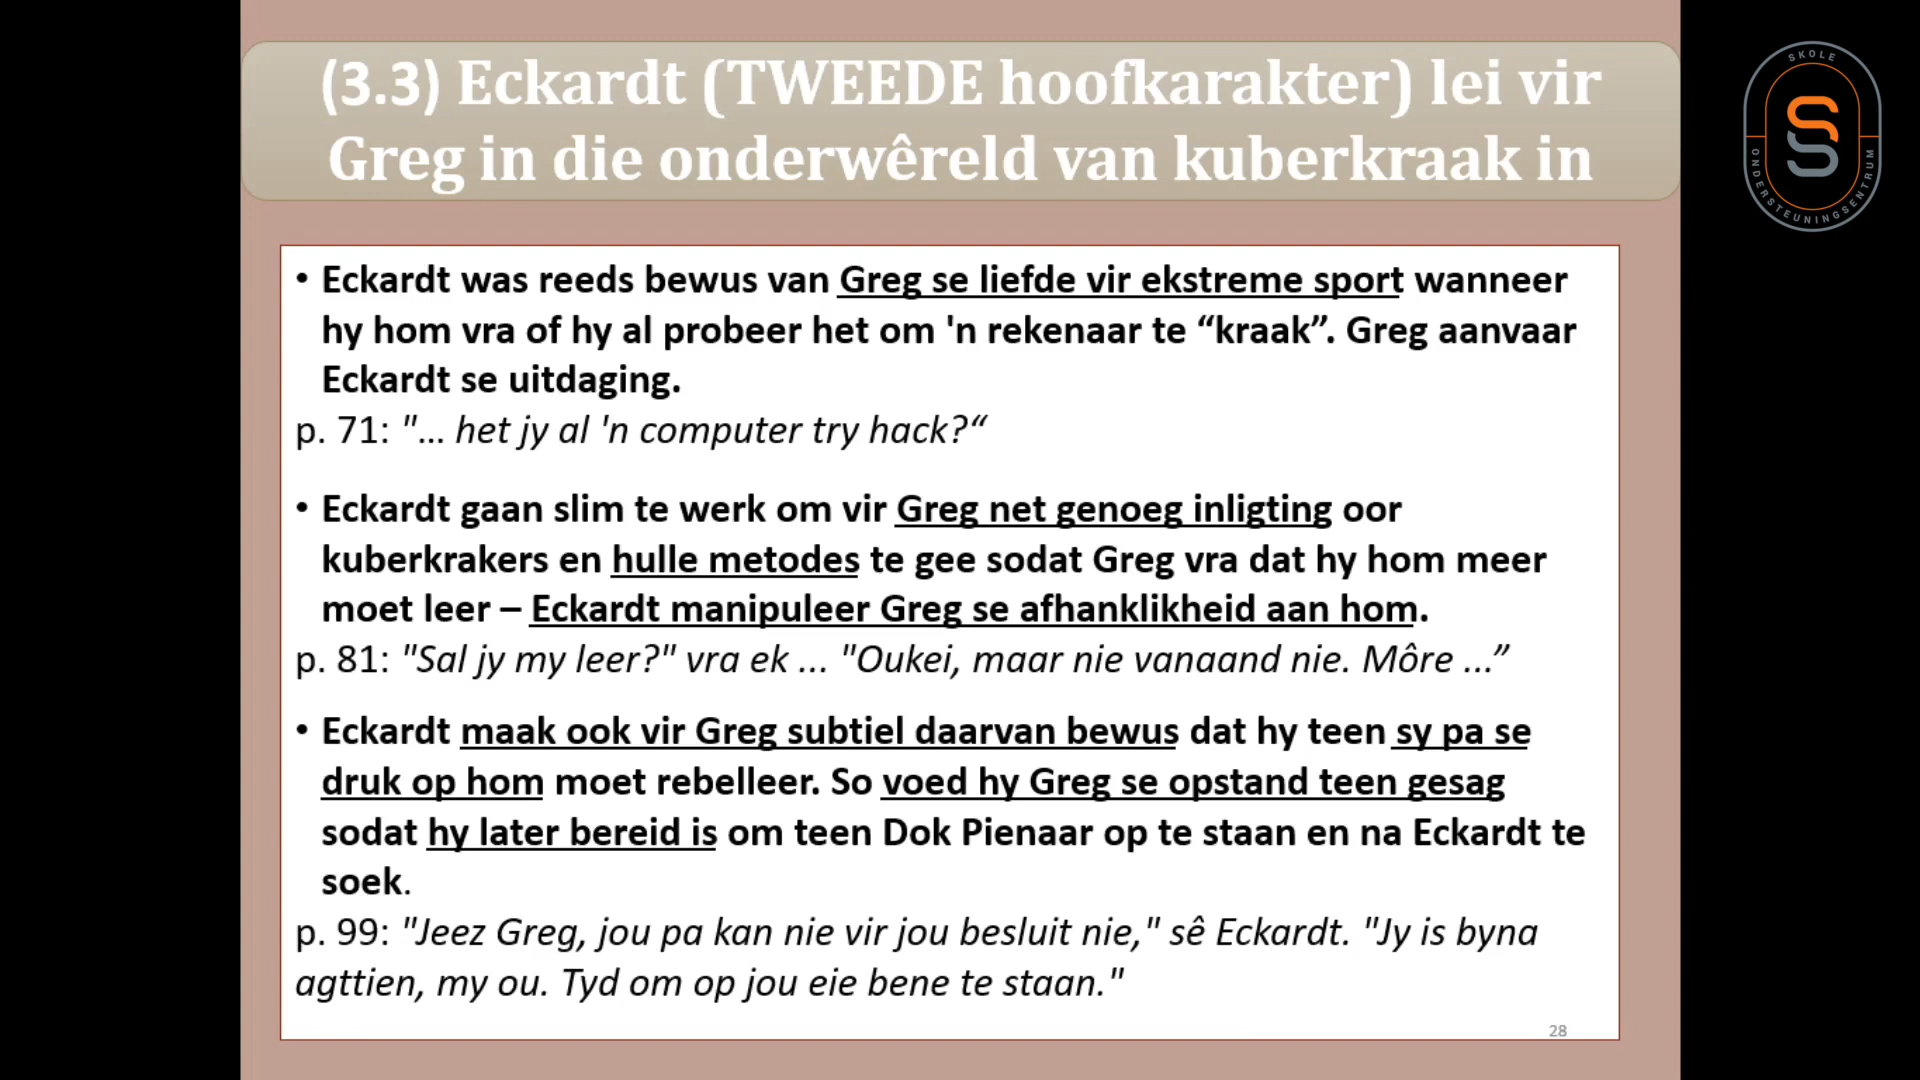 (3.3) Eckardt (TWEEDE hoofkarakter) lei vir
Greg in die onderwêreld van kuberkraak in
SKOLE
ONDERSTEUNINGSENTRUM
• Eckardt was reeds bewus van Greg se liefde vir ekstreme sport wanneer
hy hom vra of hy al probeer het om 'n rekenaar te “kraak”. Greg aanvaar
Eckardt se uitdaging.
p. 71: "... het jy al 'n computer try hack?“
• Eckardt gaan slim te werk om vir Greg net genoeg inligting oor
kuberkrakers en hulle metodes te gee sodat Greg vra dat hy hom meer
moet leer – Eckardt manipuleer Greg se afhanklikheid aan hom.
p. 81: "Sal jy my leer?" vra ek ... "Oukei, maar nie vanaand nie. Môre ...”
• Eckardt maak ook vir Greg subtiel daarvan bewus dat hy teen sy pa se
druk op hom moet rebelleer. So voed hy Greg se opstand teen gesag
sodat hy later bereid is om teen Dok Pienaar op te staan en na Eckardt te
soek.
p. 99: "Jeez Greg, jou pa kan nie vir jou besluit nie," sê Eckardt. "Jy is byna
agttien, my ou. Tyd om op jou eie bene te staan."
28